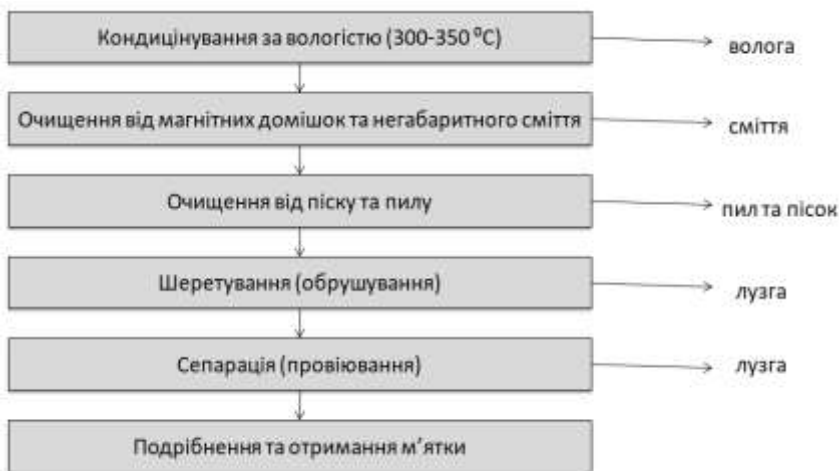 Кондицінування за вологістю (300-350 ⁰С)
волога
Очищення від магнітних домішок та негабаритного сміття
сміття
Очищення від піску та пилу
пил та пісок
Шеретування (обрушування)
лузга
Сепарація (провіювання)
лузга
Подрібнення та отримання м’ятки